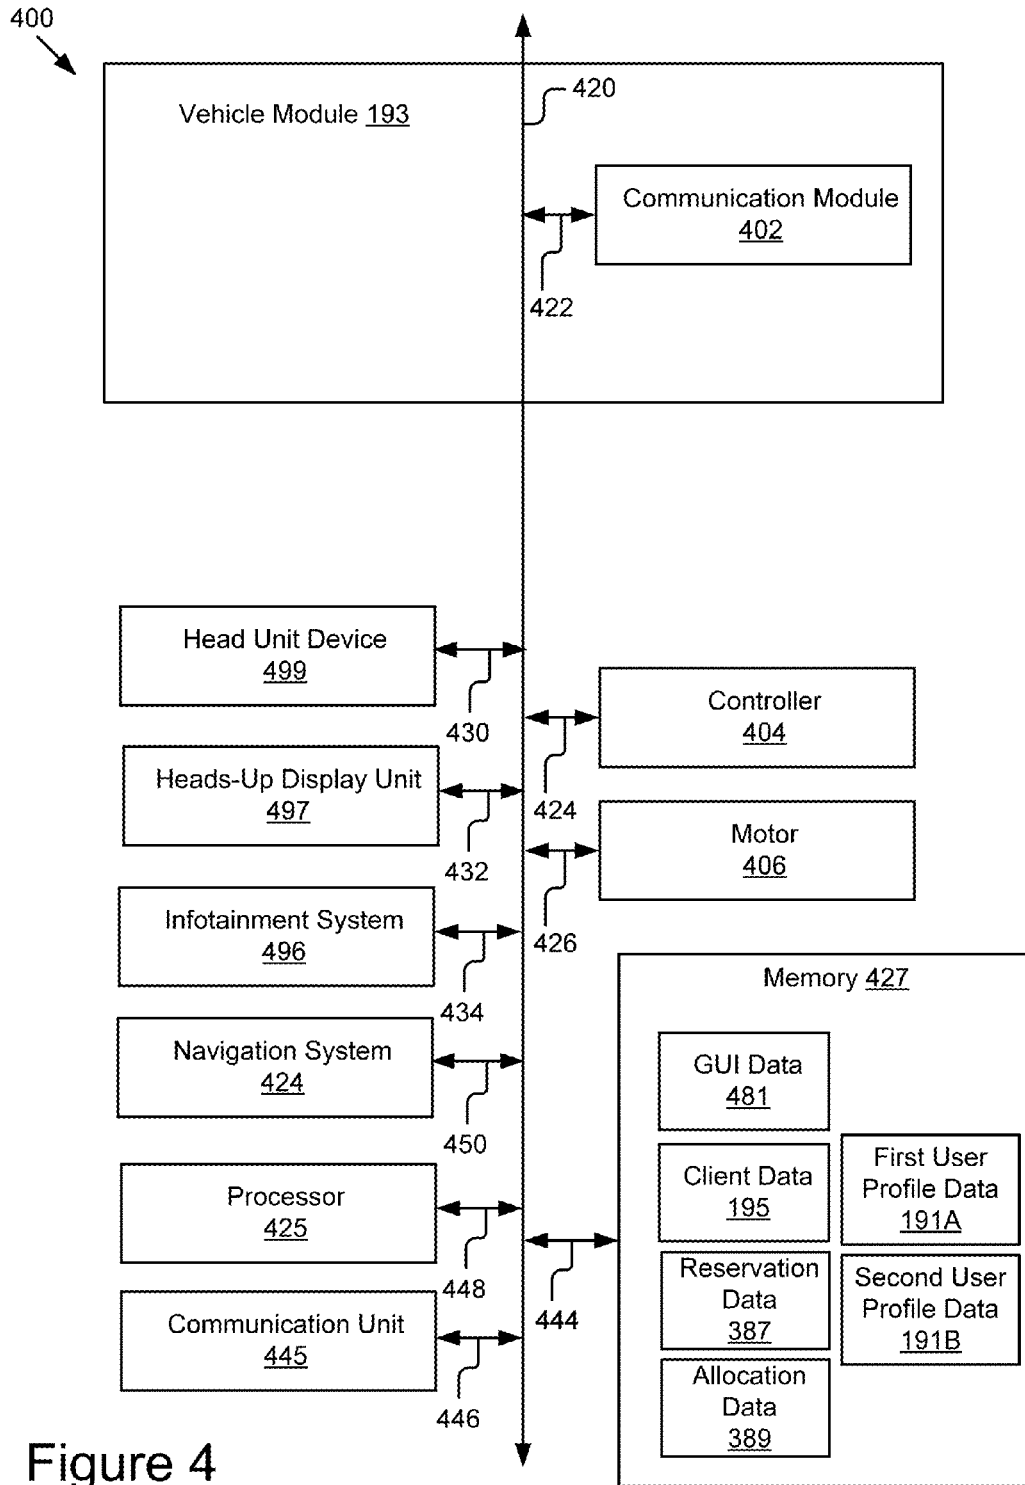 400
Vehicle Module 193
420
Communication Module
402
422
Head Unit Device
499
430
Controller
404
424
Heads-Up Display Unit
497
432
Motor
406
426
Infotainment System
496
434
Navigation System
424
450
Processor
425
448
Communication Unit
445
446
Memory 427
444
GUI Data
481
Client Data
195
First User
Profile Data
191A
Reservation
Data
387
Second User
Profile Data
191B
Allocation
Data
389
Figure 4